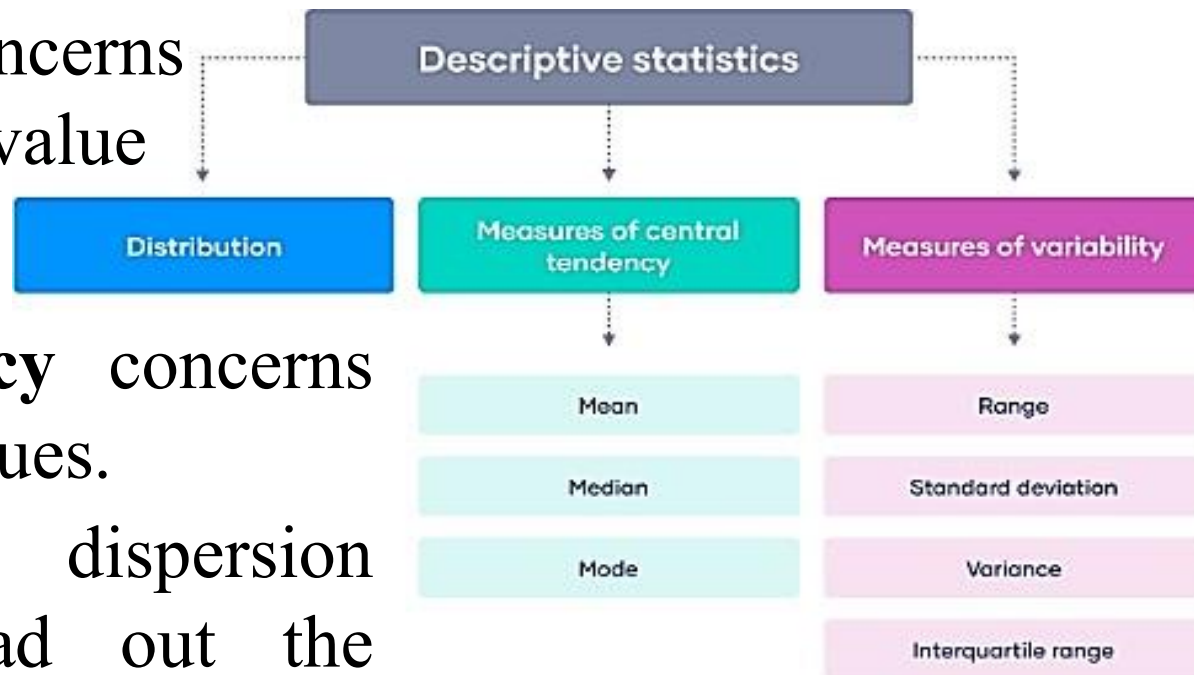 ncerns
value
cy concerns
ues.
dispersion
ad out the
Descriptive statistics
Distribution
Measures of central
tendency
Measures of variability
Mean
Median
Mode
Range
Standard deviation
Variance
Interquartile range